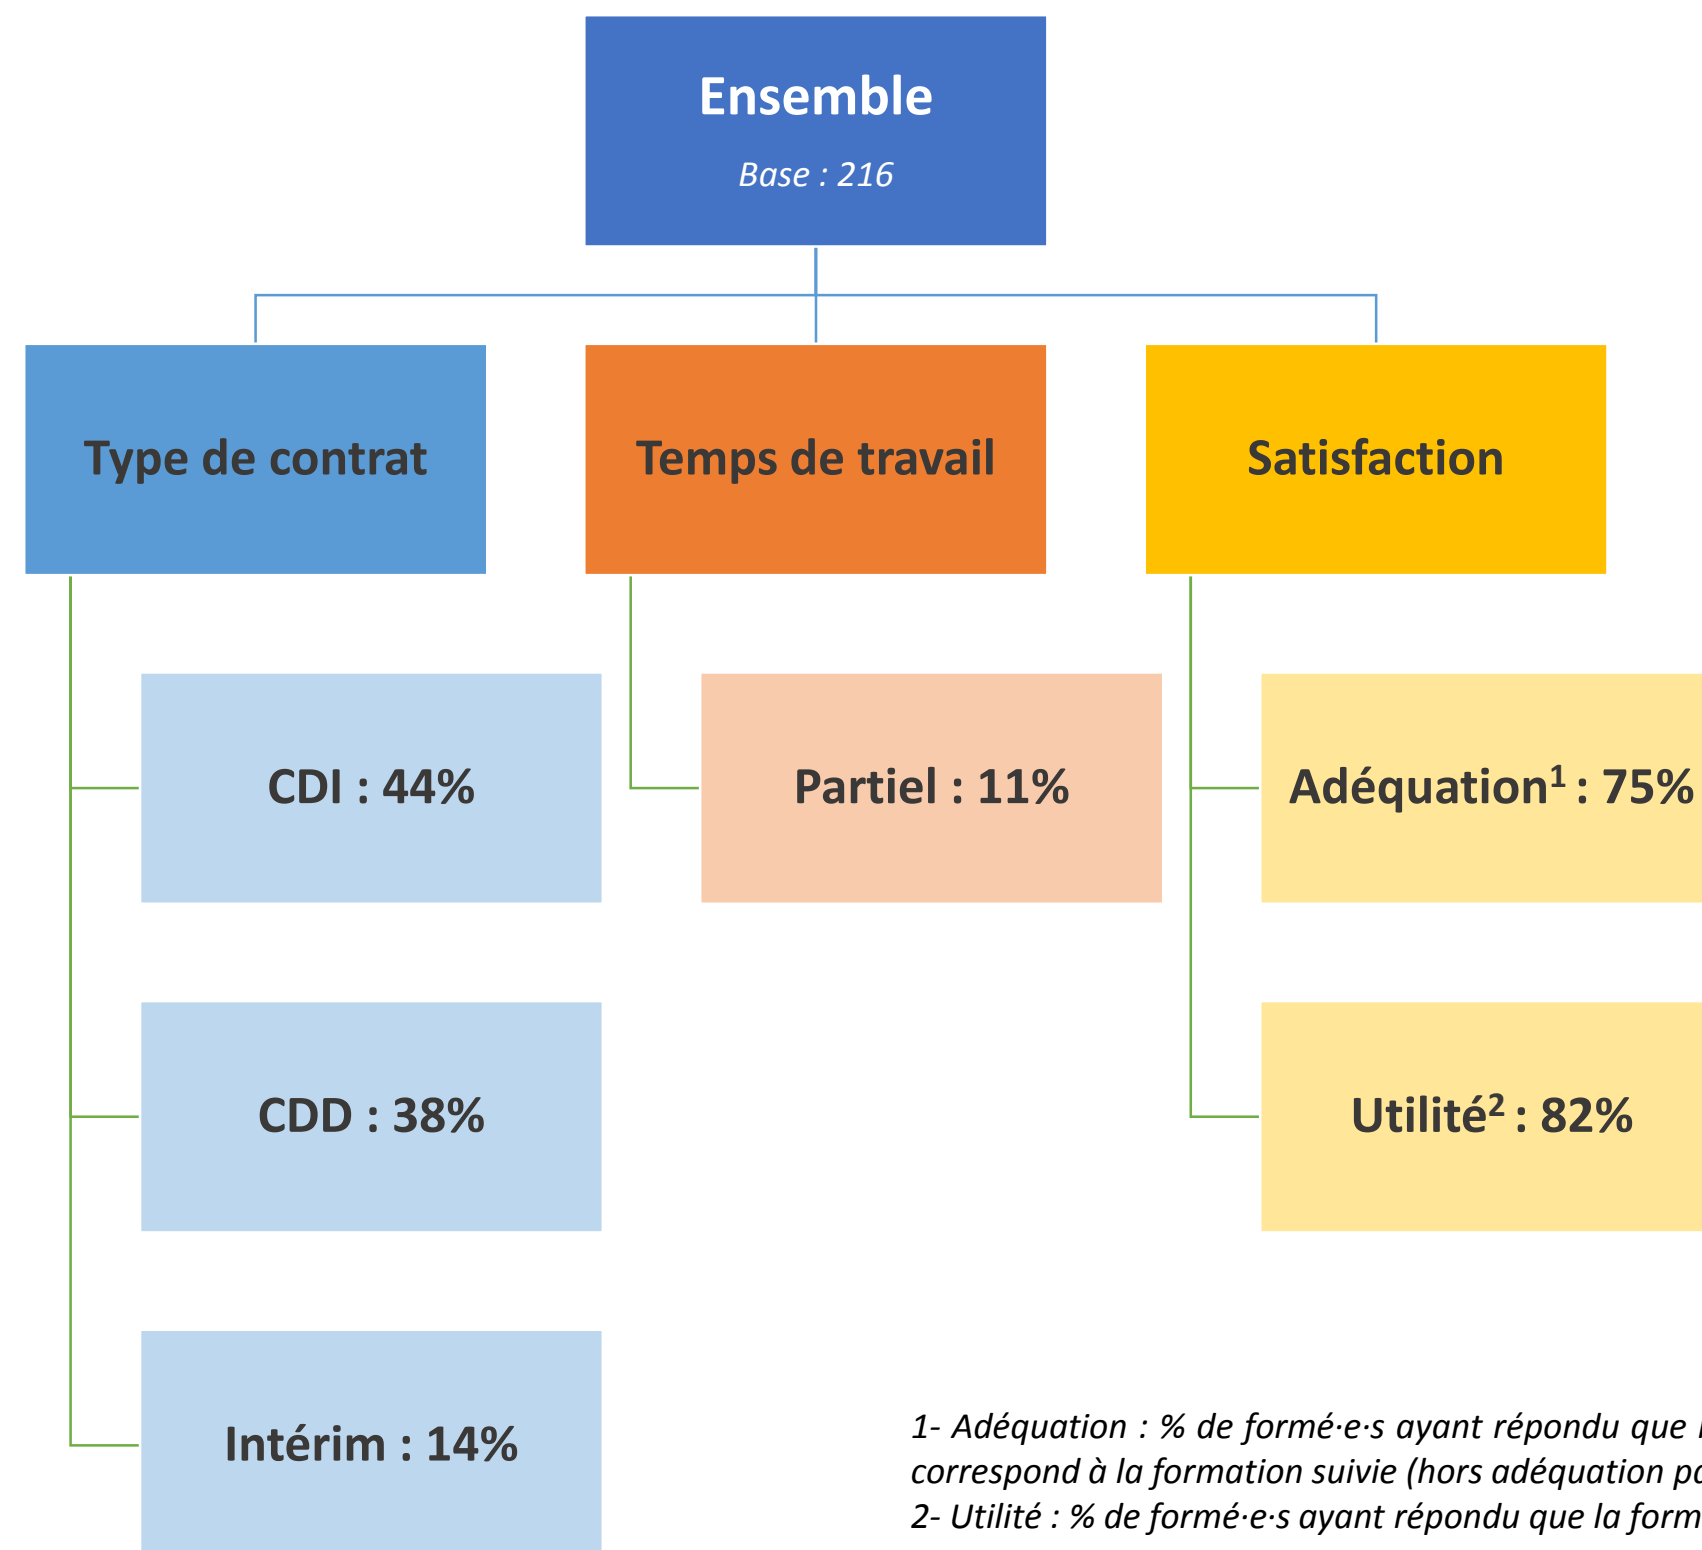 Ensemble
Base : 216
Type de contrat
Temps de travail
Satisfaction
CDI : 44%
Partiel : 11%
Adéquation¹ : 75%
CDD : 38%
Utilité² : 82%
Intérim : 14%
1- Adéquation : % de formé·e·s ayant répondu que
correspond à la formation suivie (hors adéquation
2- Utilité : % de formé·e·s ayant répondu que la